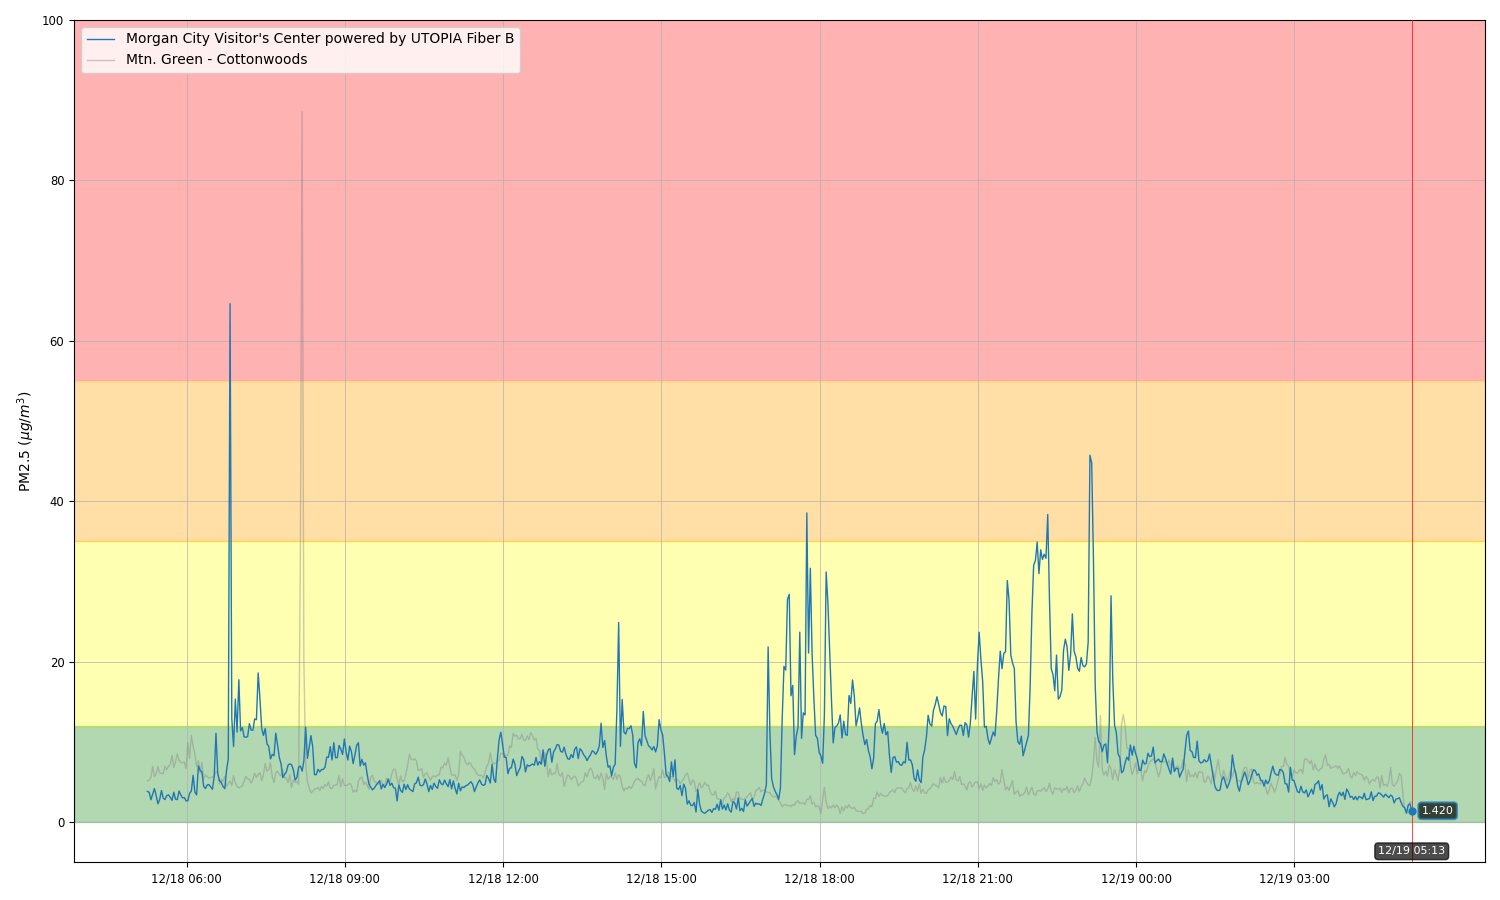 100
Morgan City Visitor's Center powered by UTOPIA Fiber B
Mtn. Green - Cottonwoods
80
60
PM2.5 (μg/m³)
40
20
0
1.420
12/19 05:13
12/18 06:00 12/18 09:00 12/18 12:00 12/18 15:00 12/18 18:00 12/18 21:00 12/19 00:00 12/19 03:00